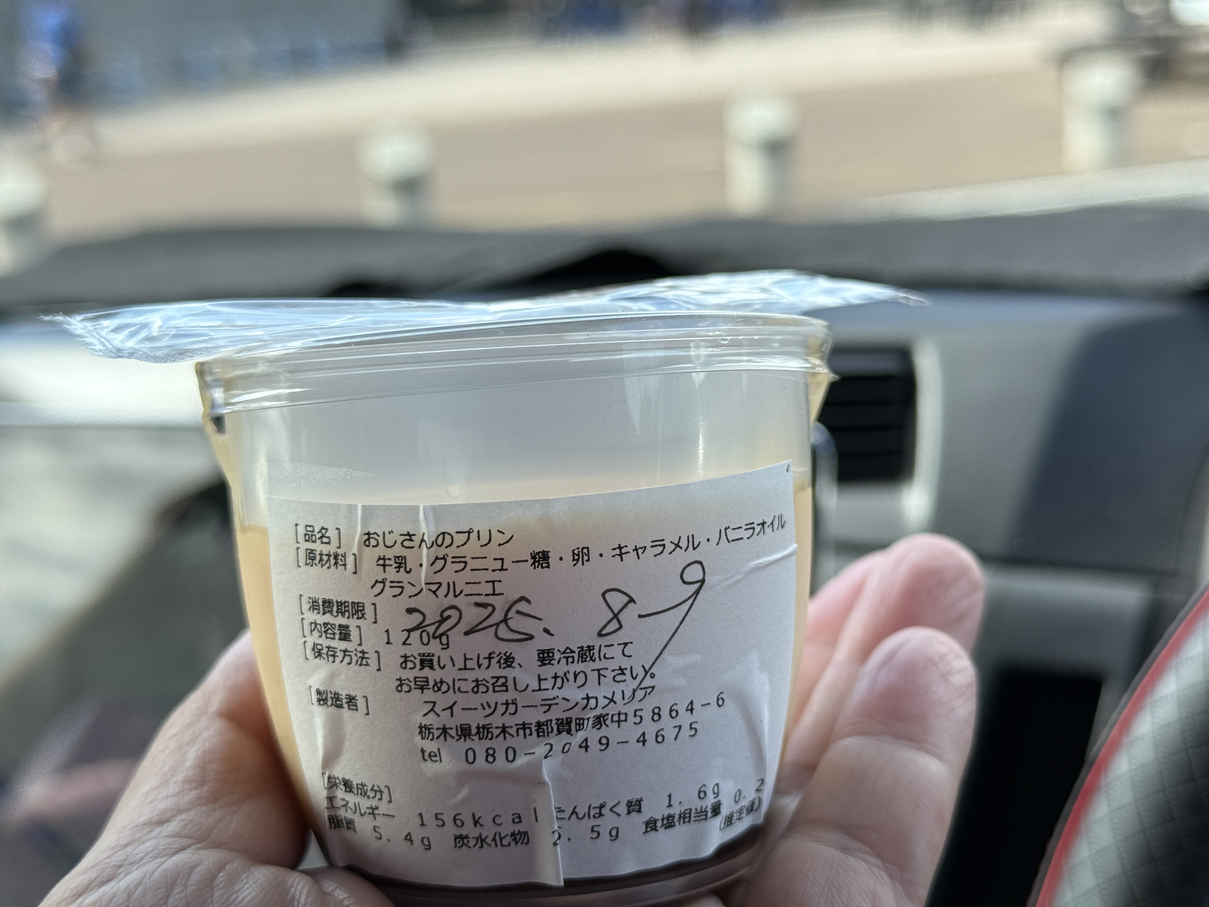 [品名] おじさんのプリン
[原材料] 牛乳・グラニュー糖・卵・キャラメル・バニラオイル
グランマルニエ
[消費期限] 2025. 8-9
[内容量] 120g
[保存方法] お買い上げ後、要冷蔵にて
お早めにお召し上がり下さい。
[製造者] スイーツガーデンカメリア
栃木県栃木市都賀町家中5864-6
tel 080-2049-4675
[栄養成分]
エネルギー 156kcal たんぱく質 1.6g
脂質 5.4g 炭水化物 2.5g 食塩相当量 0.2
(推定値)